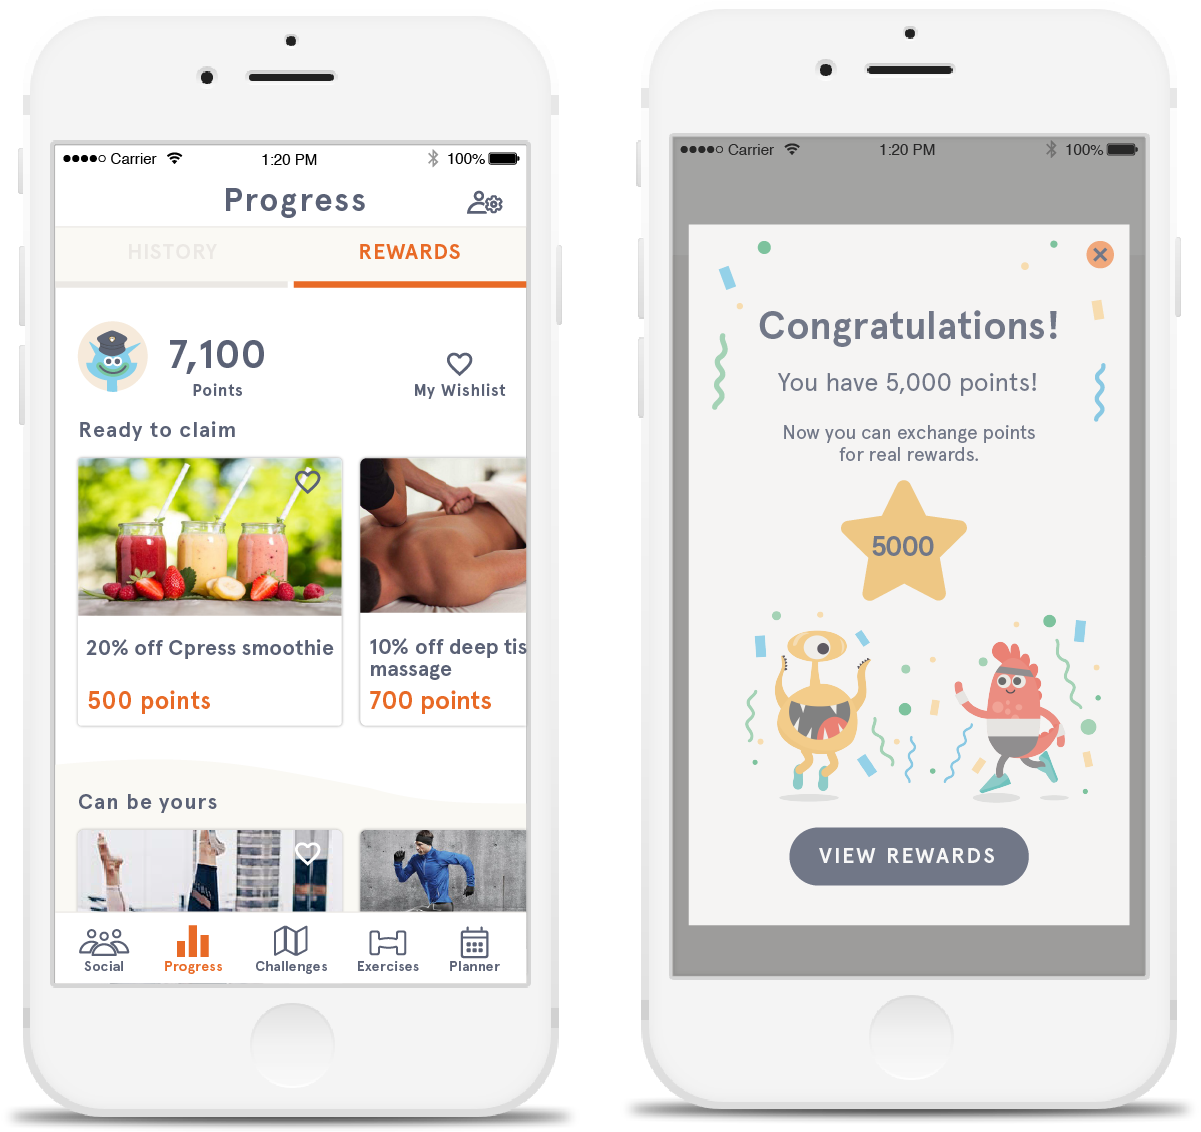 Carrier 1:20 PM 100%
Progress
HISTORY REWARDS
7,100
Points
My Wishlist
Ready to claim
20% off Cpress smoothie
500 points
10% off deep tis
massage
700 points
Can be yours
Social Progress Challenges Exercises Planner
Carrier 1:20 PM 100%
Congratulations!
You have 5,000 points!
Now you can exchange points
for real rewards.
5000
VIEW REWARDS